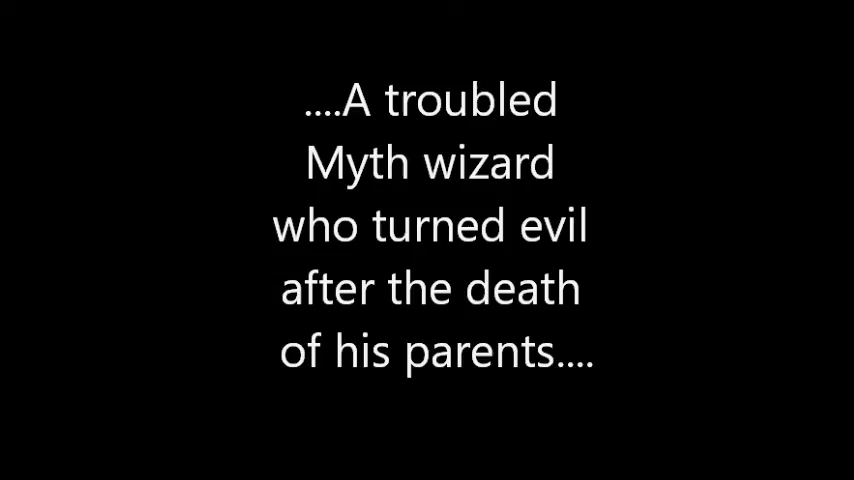 ....A troubled
Myth wizard
who turned evil
after the death
of his parents....